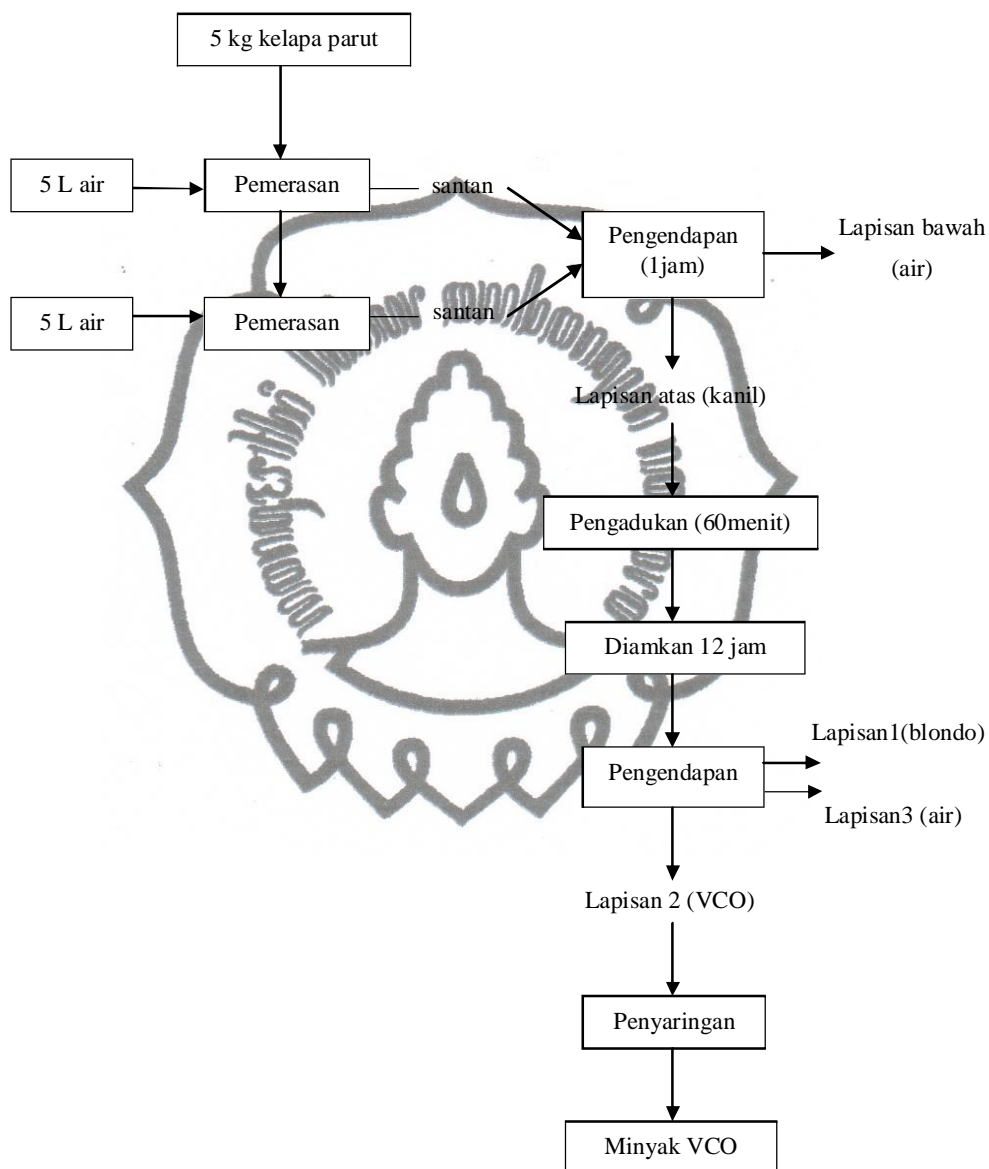 5 kg kelapa parut
5 L air
Pemerasan
santan
Pengendapan
(1jam)
Lapisan bawah
(air)
5 L air
Pemerasan
santan
Lapisan atas (kanil)
Pengadukan (60menit)
Diamkan 12 jam
Pengendapan
Lapisan1(blondo)
Lapisan3 (air)
Lapisan 2 (VCO)
Penyaringan
Minyak VCO